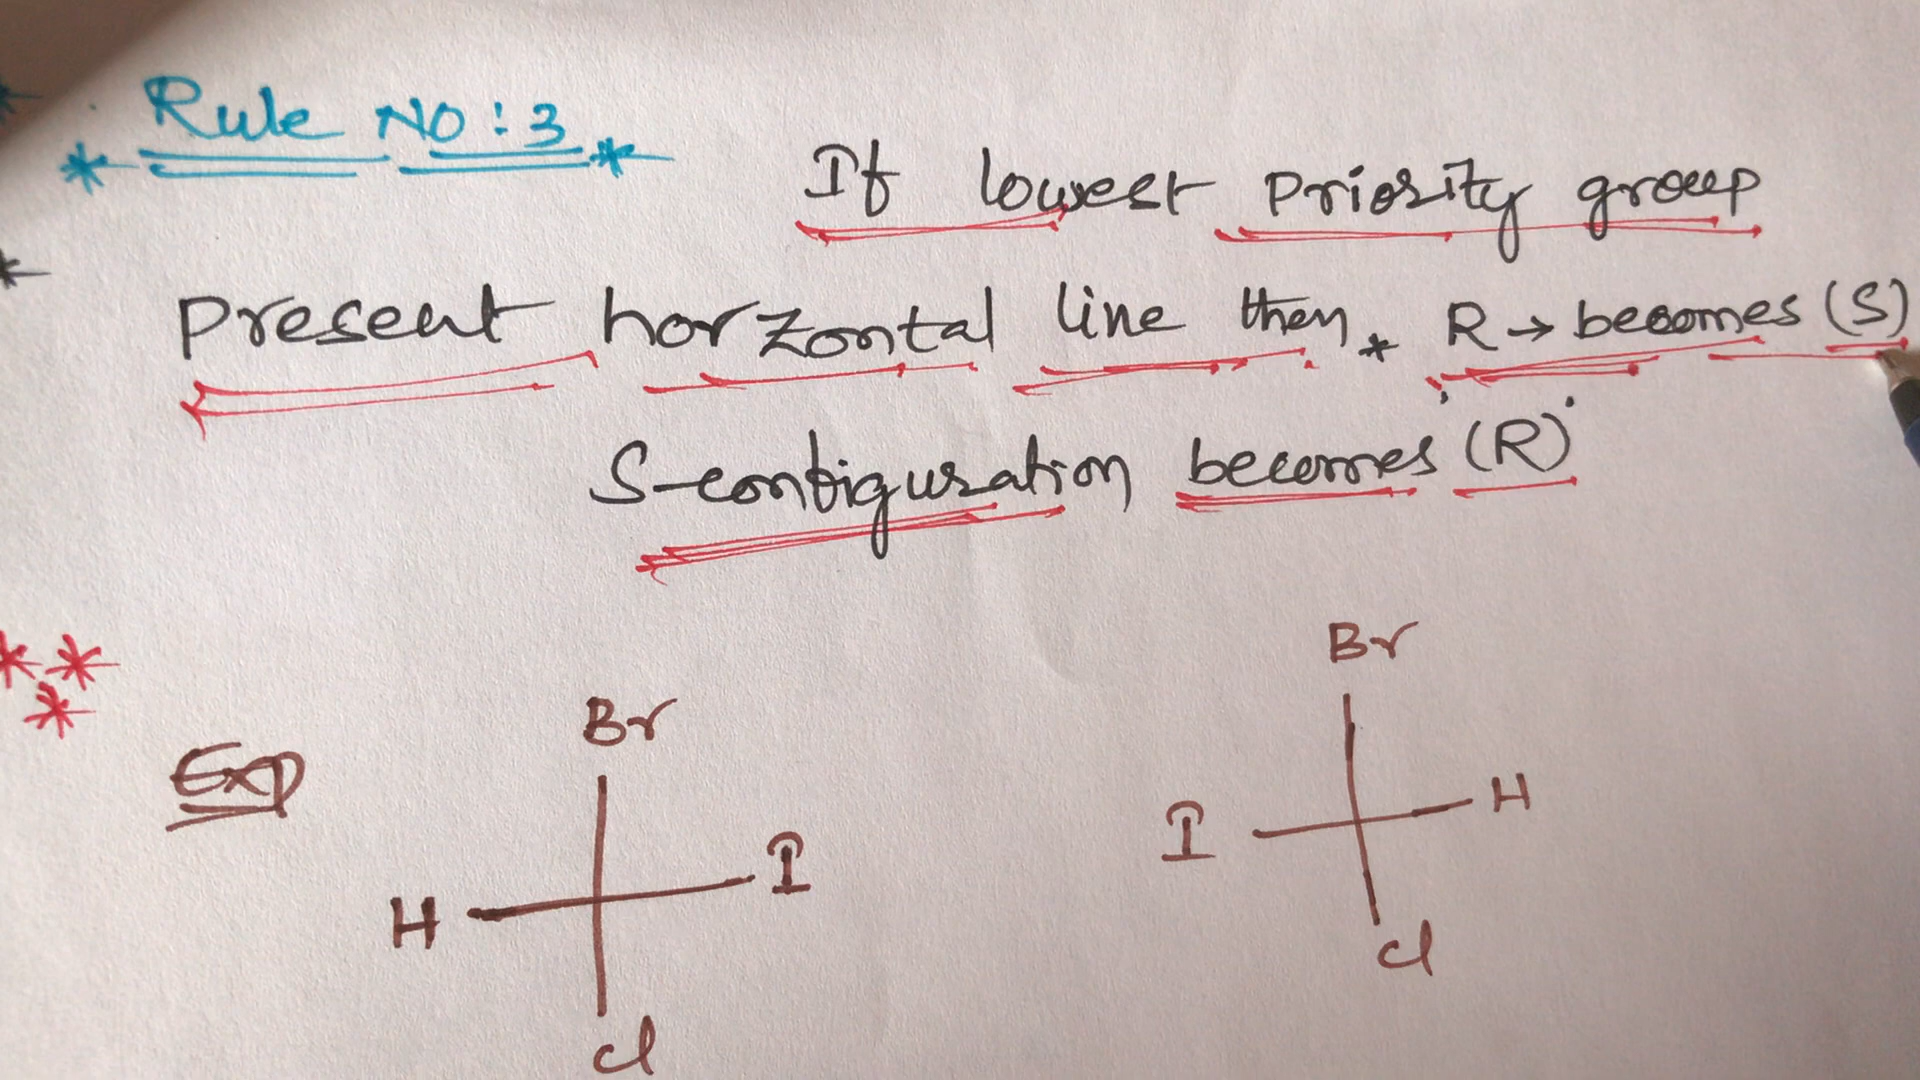 Rule NO : 3
If lowest Priority group
Present horzontal line then * R → becomes (S)
S-configuration becomes (R)
Exp
Br
H I
Cl
Br
I H
Cl